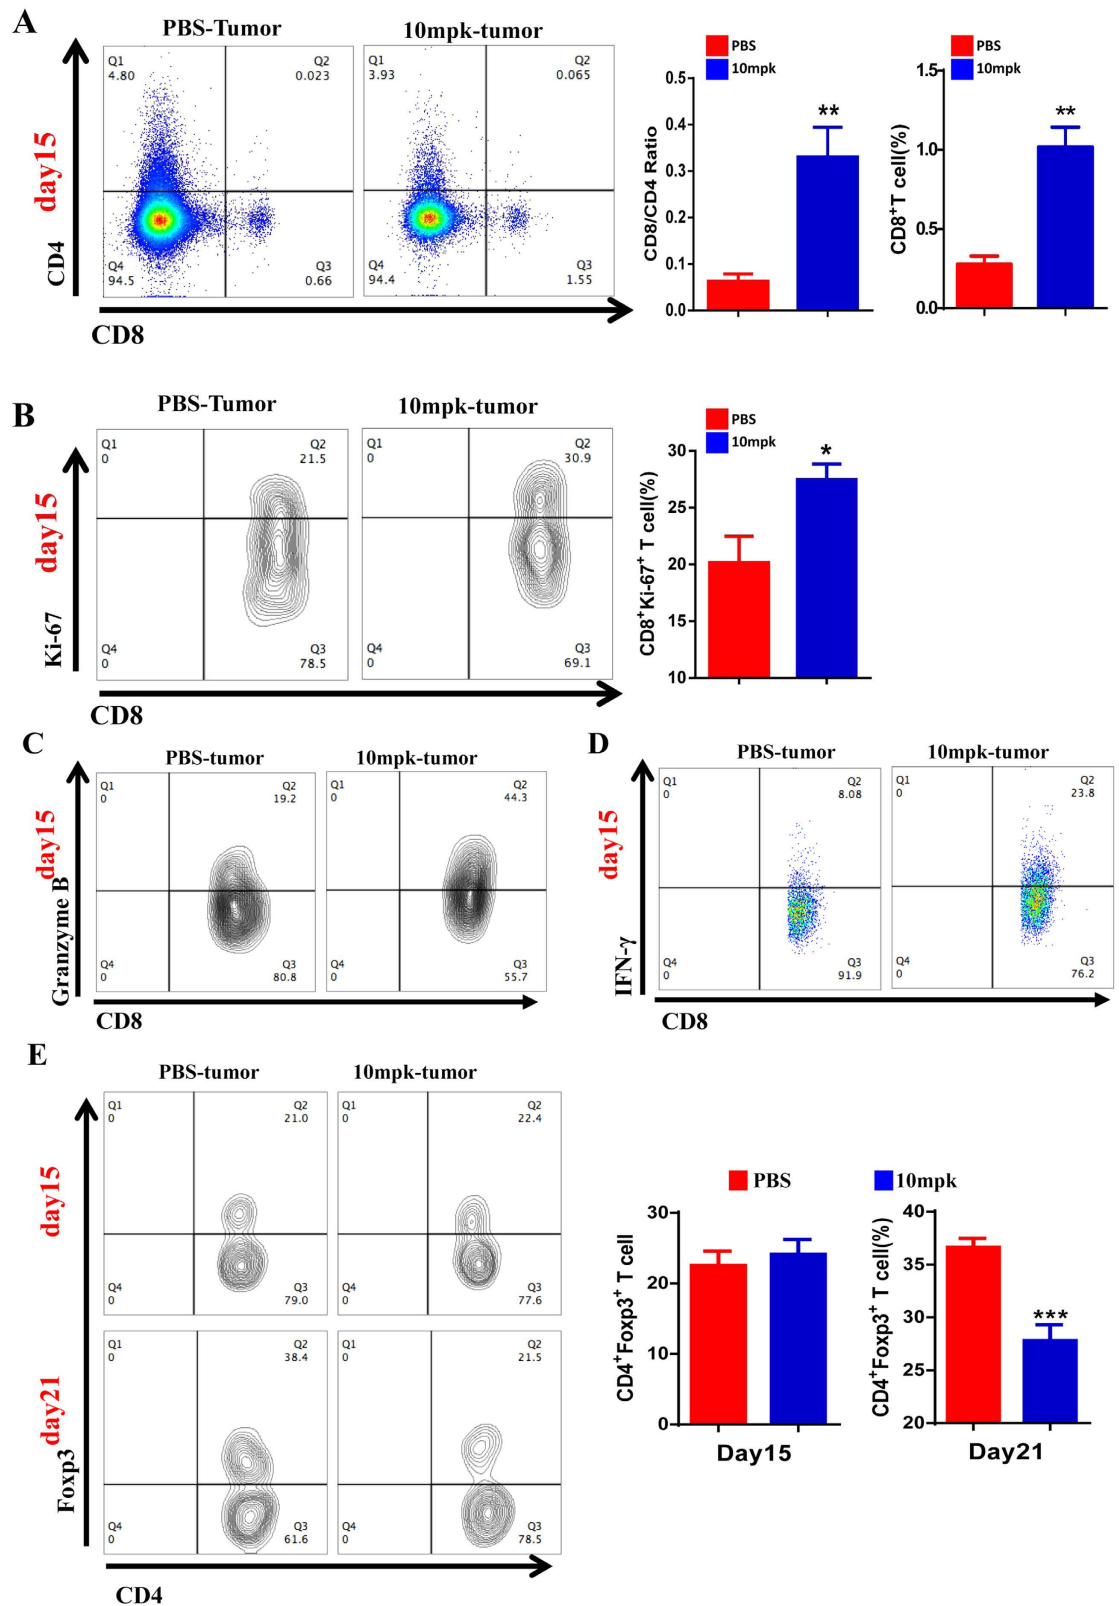 A
PBS-Tumor
10mpk-tumor
day15
CD4
Q1
4.80
Q2
0.023
Q4
94.5
Q3
0.66
Q1
3.93
Q2
0.065
Q4
94.4
Q3
1.55
CD8
PBS
10mpk
CD8/CD4 Ratio
0.5
0.4
0.3
0.2
0.1
0.0
**
PBS
10mpk
CD8+T cell(%)
1.5
1.0
0.5
0.0
**
B
PBS-Tumor
10mpk-tumor
day15
Ki-67
Q1
0
Q2
21.5
Q4
0
Q3
78.5
Q1
0
Q2
30.9
Q4
0
Q3
69.1
CD8
PBS
10mpk
CD8+Ki-67+ T cell(%)
30
25
20
15
10
*
C
PBS-tumor
10mpk-tumor
day15
Granzyme B
Q1
0
Q2
19.2
Q4
0
Q3
80.8
Q1
0
Q2
44.3
Q4
0
Q3
55.7
CD8
D
PBS-tumor
10mpk-tumor
day15
IFN-γ
Q1
0
Q2
8.08
Q4
0
Q3
91.9
Q1
0
Q2
23.8
Q4
0
Q3
76.2
CD8
E
PBS-tumor
10mpk-tumor
day15
Q1
0
Q2
21.0
Q4
0
Q3
79.0
Q1
0
Q2
22.4
Q4
0
Q3
77.6
day21
Foxp3
Q1
0
Q2
38.4
Q4
0
Q3
61.6
Q1
0
Q2
21.5
Q4
0
Q3
78.5
CD4
PBS
10mpk
CD4+Foxp3+ T cell
30
20
10
0
Day15
CD4+Foxp3+ T cell(%)
40
35
30
25
20
***
Day21